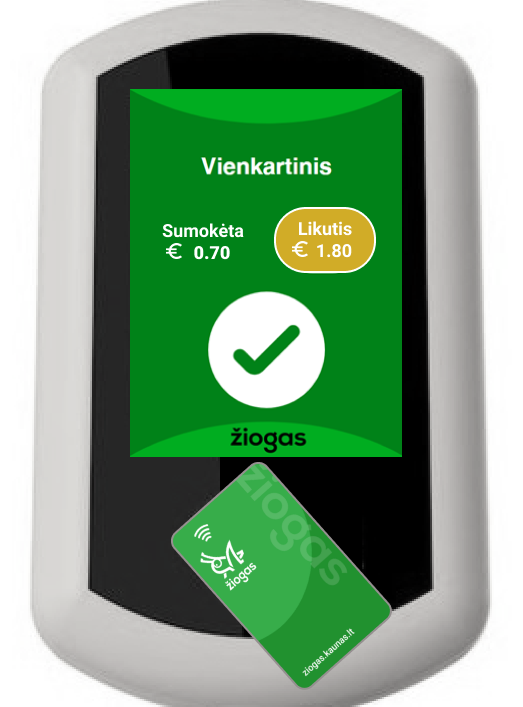 Vienkartinis
Sumokėta
€ 0.70
Likutis
€ 1.80
žiogas
žiogas
žiogas
ziogas.kaunas.lt